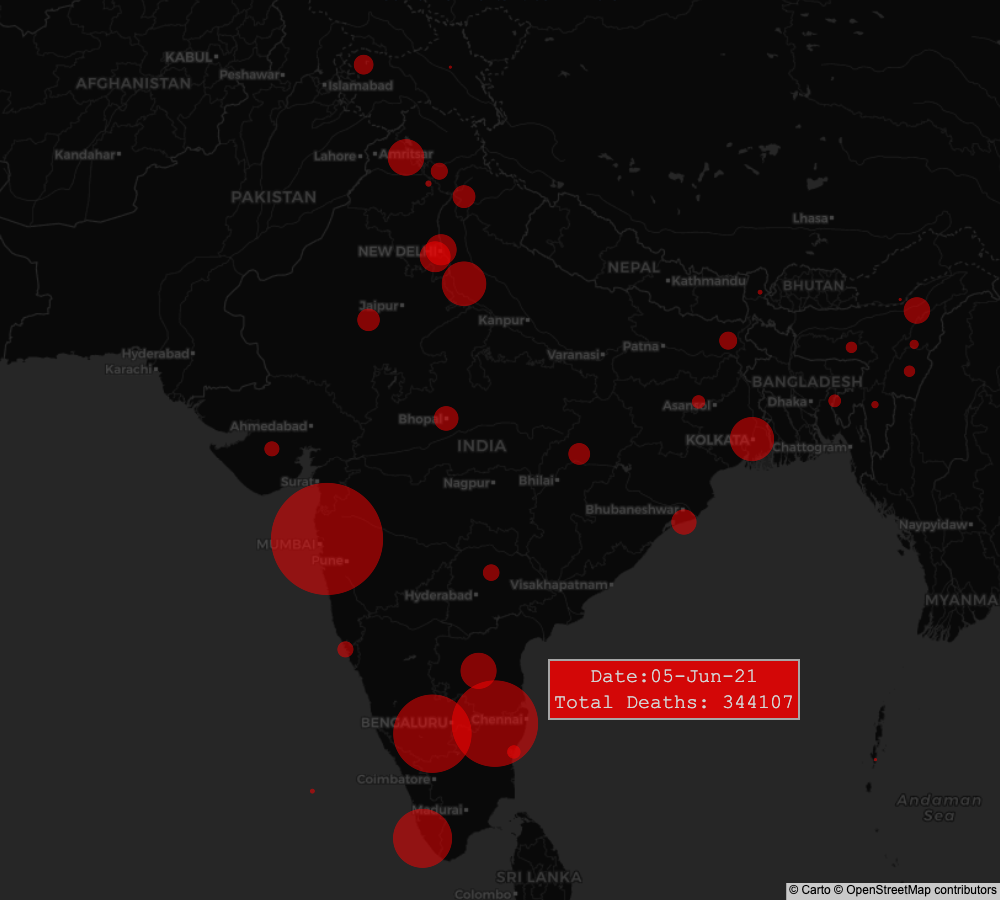 KABUL
Peshawar
AFGHANISTAN
Islamabad
Kandahar
Lahore
Amritsar
PAKISTAN
Lhasa
NEW DELHI
NEPAL
Kathmandu
BHUTAN
Jaipur
Kanpur
Hyderabad
Varanasi
Patna
Karachi
BANGLADESH
Asansol
Dhaka
Bhopal
Ahmedabad
INDIA
KOLKATA
Chattogram
Surat
Nagpur
Bhilai
Bhubaneshwar
Naypyidaw
MUMBAI
Pune
Visakhapatnam
Hyderabad
MYANMA
Date:05-Jun-21
Total Deaths: 344107
BENGALURU
Chennai
Coimbatore
Madurai
Andaman
Sea
SRI LANKA
Colombo
© Carto © OpenStreetMap contributors